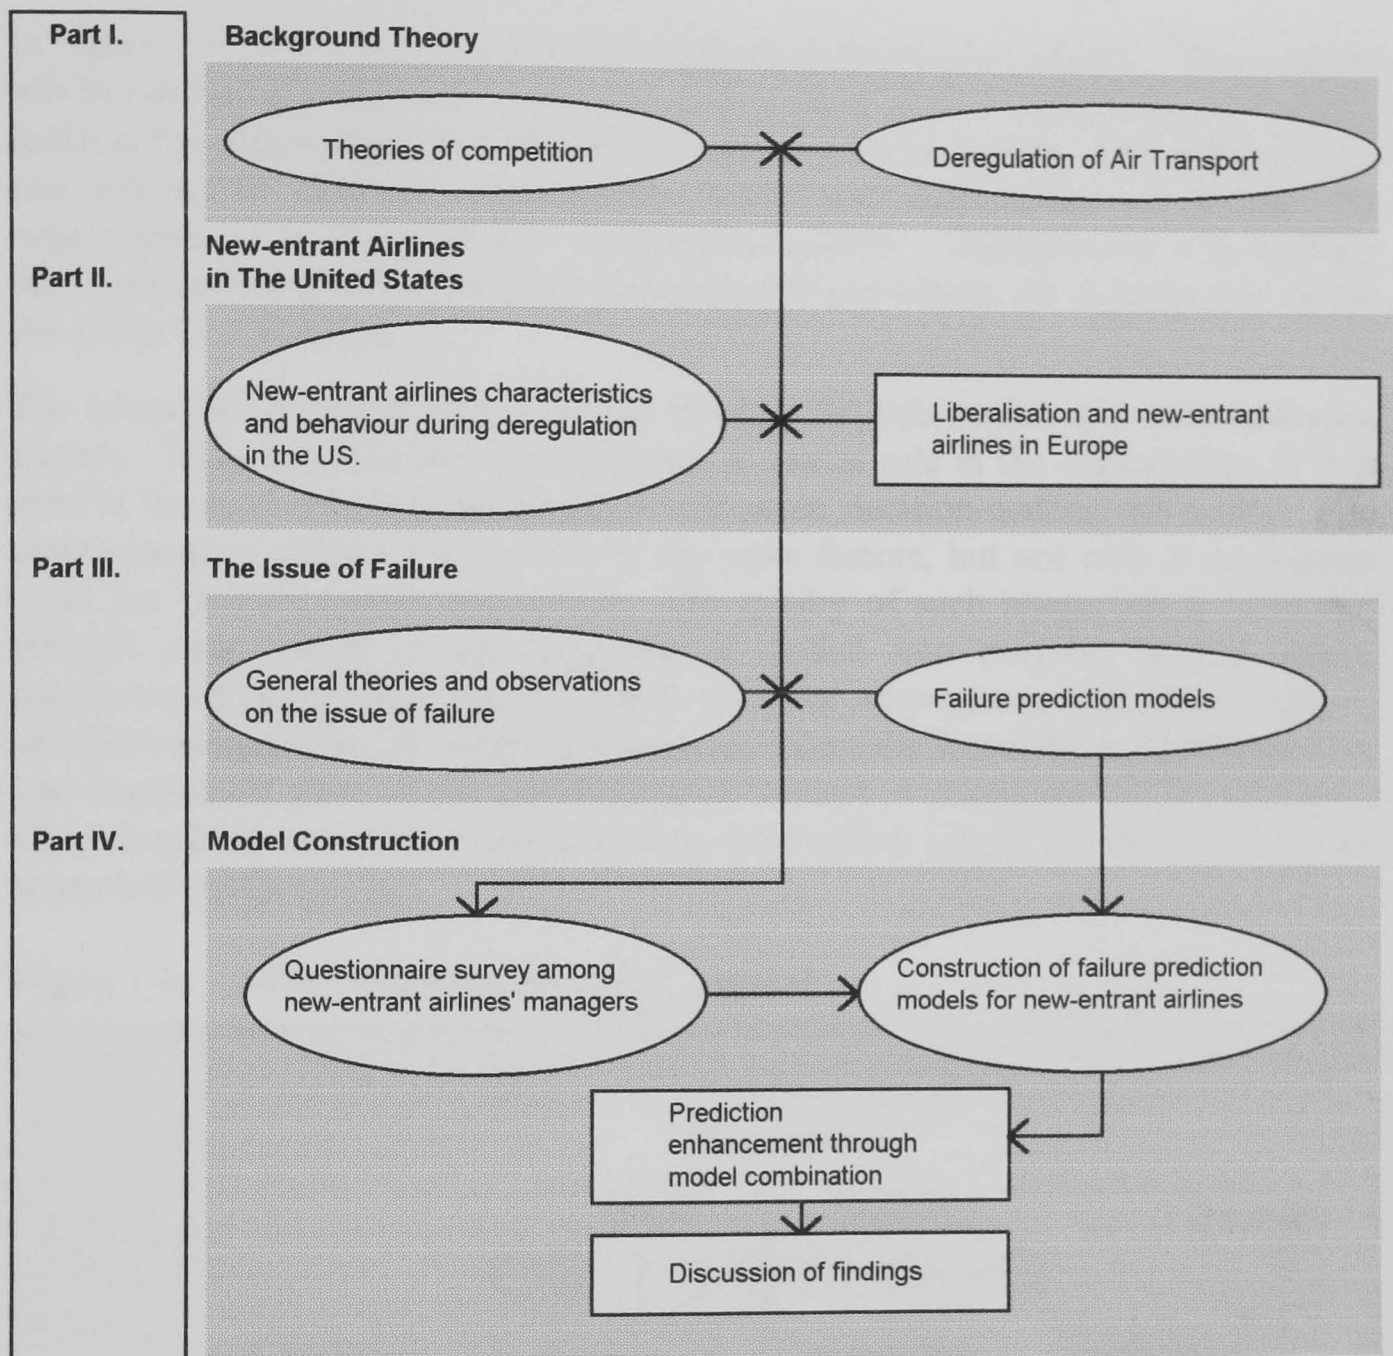 Part I.
Background Theory
Theories of competition
Deregulation of Air Transport
Part II.
New-entrant Airlines
in The United States
New-entrant airlines characteristics
and behaviour during deregulation
in the US.
Liberalisation and new-entrant
airlines in Europe
Part III.
The Issue of Failure
General theories and observations
on the issue of failure
Failure prediction models
Part IV.
Model Construction
Questionnaire survey among
new-entrant airlines' managers
Construction of failure prediction
models for new-entrant airlines
Prediction
enhancement through
model combination
Discussion of findings